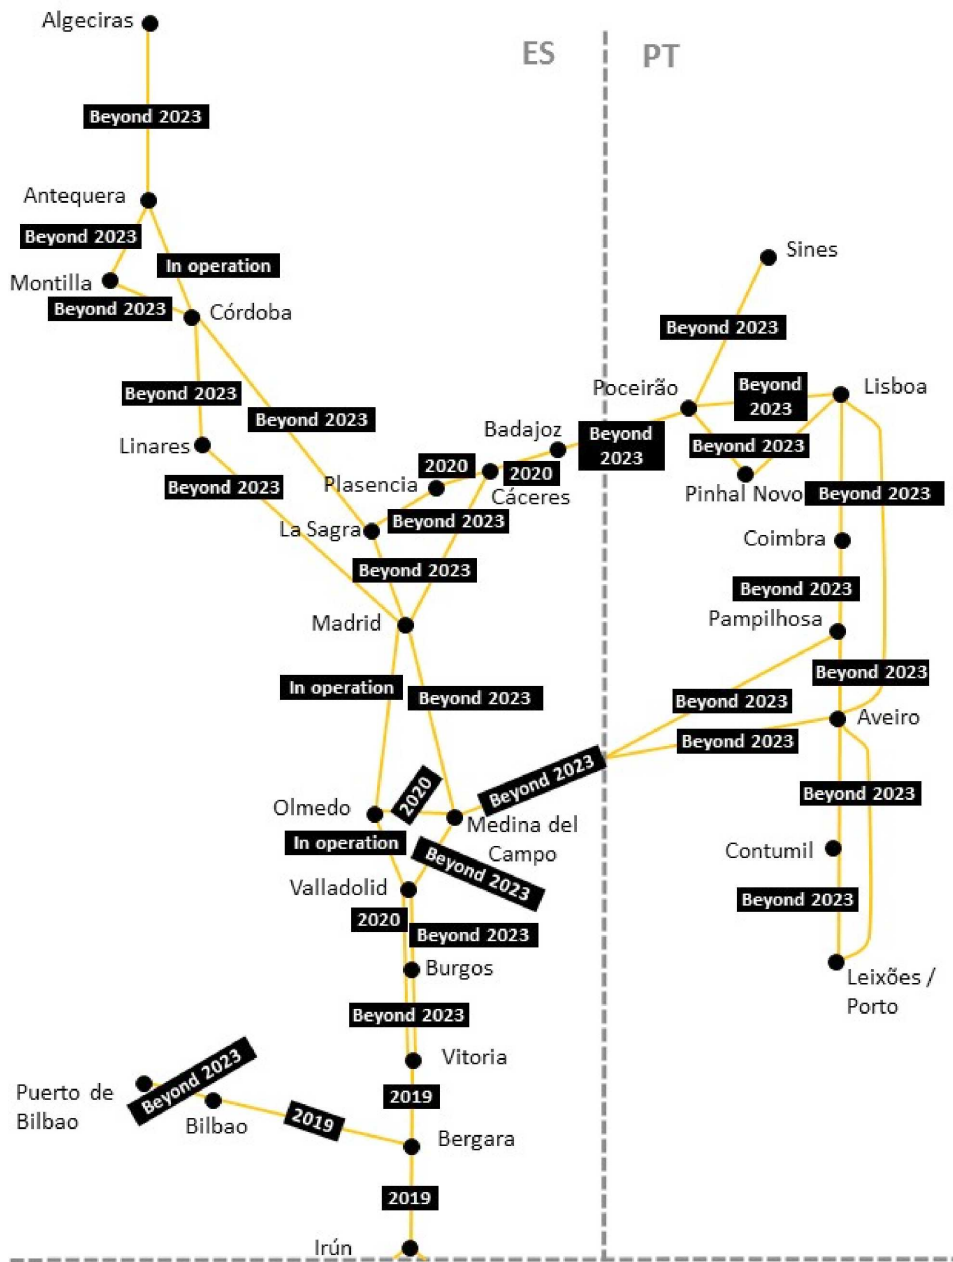 Algeciras
ES
PT
Beyond 2023
Antequera
Beyond 2023
In operation
Montilla
Beyond 2023
Córdoba
Sines
Beyond 2023
Beyond 2023
Beyond 2023
Poceirão
Beyond
2023
Lisboa
Linares
Badajoz
Beyond
2023
Beyond 2023
Plasencia
2020
2020
Cáceres
Beyond 2023
Pinhal Novo
Beyond 2023
La Sagra
Beyond 2023
Coimbra
Beyond 2023
Beyond 2023
Madrid
Pampilhosa
In operation
Beyond 2023
Beyond 2023
Beyond 2023
Aveiro
Beyond 2023
Beyond 2023
2020
Olmedo
Medina del
Campo
Beyond 2023
In operation
Beyond 2023
Contumil
Valladolid
2020
Beyond 2023
Beyond 2023
Burgos
Leixões /
Porto
Beyond 2023
Vitoria
Beyond 2023
2019
Puerto de
Bilbao
Bilbao
2019
Bergara
2019
Irún